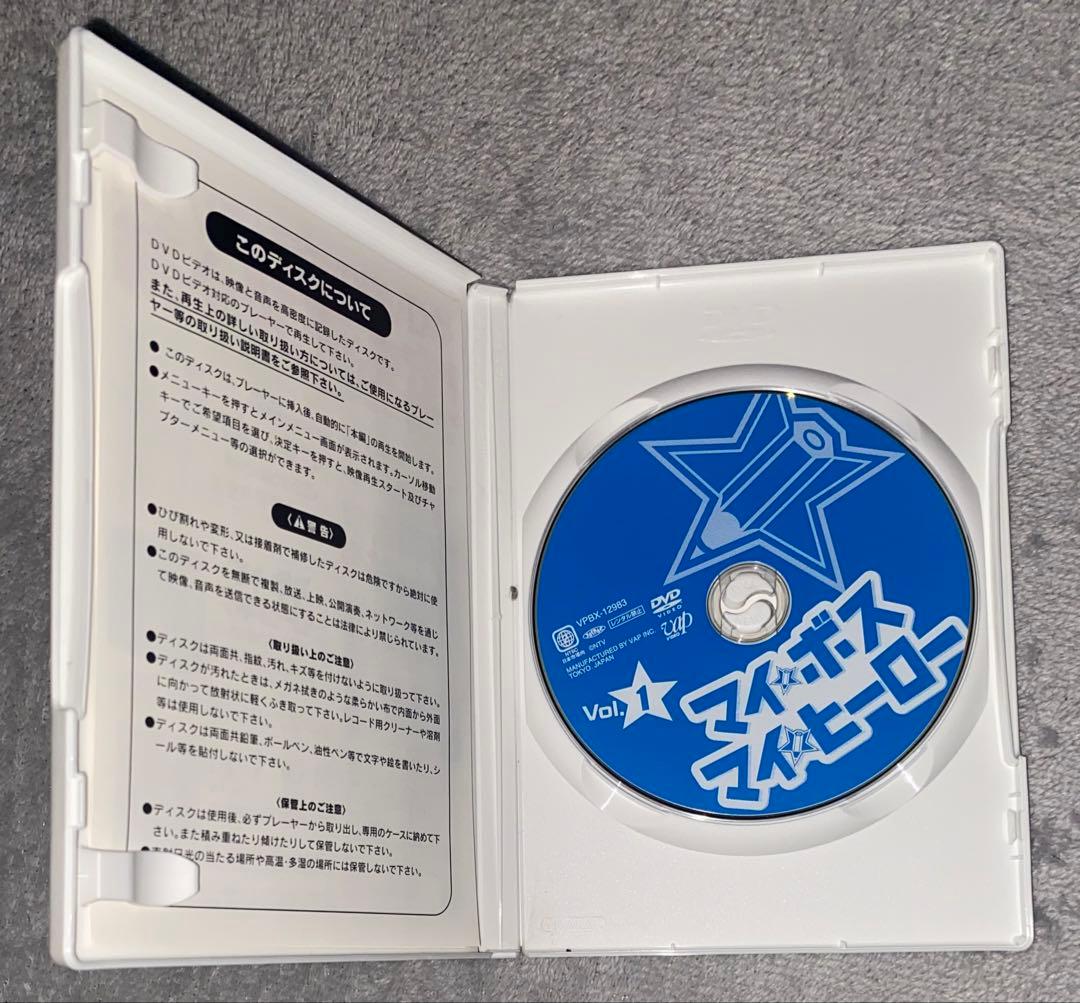 このディスクについて
DVDビデオは、映像と音声を高密度に記録したディスクです。
DVDビデオ対応のプレーヤーで再生して下さい。
また、再生上の詳しい取り扱い方については、ご使用になるプレー
ヤー等の取り扱い説明書をご参照下さい。
● このディスクは、プレーヤーに挿入後、自動的に「本編」の再生を開始します。
●メニューキーを押すとメインメニュー画面が表示されます。カーソル移動
キーでご希望項目を選び、決定キーを押すと、映像再生スタート及びチャ
プターメニュー等の選択ができます。
〈⚠警告〉
●ひび割れや変形、又は接着剤で補修したディスクは危険ですから絶対に使
用しないで下さい。
●このディスクを無断で複製、放送、上映、公開演奏、ネットワーク等を通じ
て映像、音声を送信できる状態にすることは法律により禁じられています。
〈取り扱い上のご注意〉
●ディスクは両面共、指紋、汚れ、キズ等を付けないように取り扱って下さい。
●ディスクが汚れたときは、メガネ拭きのような柔らかい布で内面から外面
に向かって放射状に軽くふき取って下さい。レコード用クリーナーや溶剤
等は使用しないで下さい。
●ディスクは両面共鉛筆、ボールペン、油性ペン等で文字や絵を書いたり、シ
ール等を貼付しないで下さい。
〈保管上のご注意〉
●ディスクは使用後、必ずプレーヤーから取り出し、専用のケースに納めて下
さい。また積み重ねたり傾けたりして保管しないで下さい。
●直射日光の当たる場所や高温・多湿の場所には保管しないで下さい。
VPBX-12983
レンタル禁止
DVD
VIDEO
vap
VIDEO
NTSC
日本市場向
©NTV
MANUFACTURED BY VAP INC.
TOKYO. JAPAN
Vol.1
マイ★ボス
マイ★ヒーロー